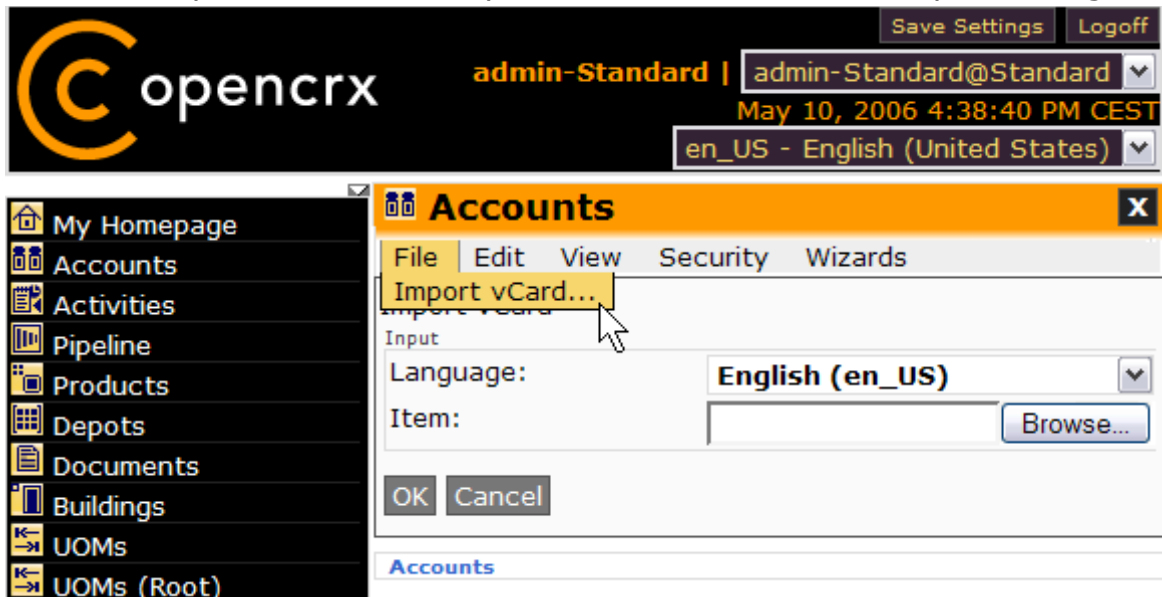 Save Settings Logoff
opencrx
admin-Standard | admin-Standard@Standard
May 10, 2006 4:38:40 PM CEST
en_US - English (United States)
My Homepage
Accounts
Activities
Pipeline
Products
Depots
Documents
Buildings
UOMs
UOMs (Root)
Accounts X
File Edit View Security Wizards
Import vCard...
Import vCard
Input
Language: English (en_US)
Item: Browse...
OK Cancel
Accounts